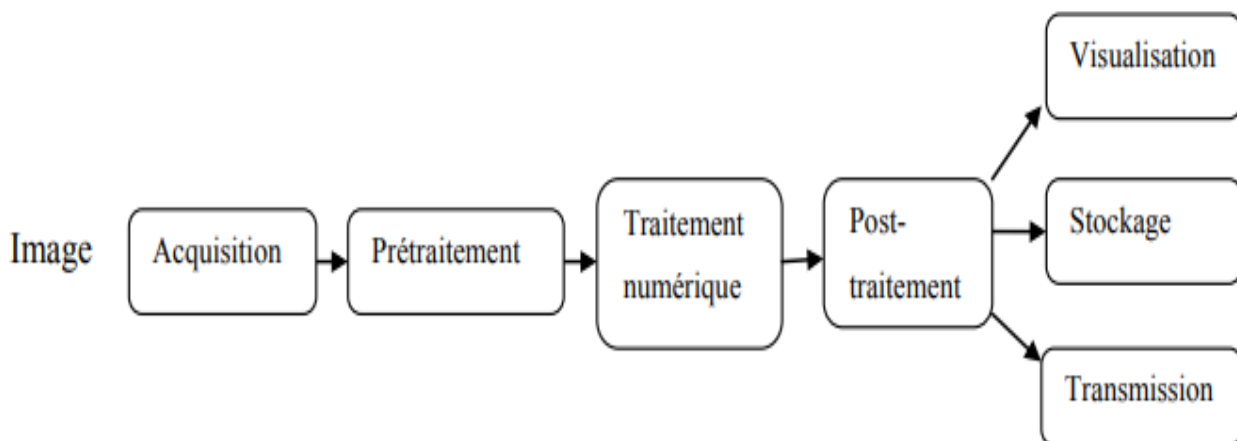 Image
Acquisition
Prétraitement
Traitement
numérique
Post-
traitement
Visualisation
Stockage
Transmission